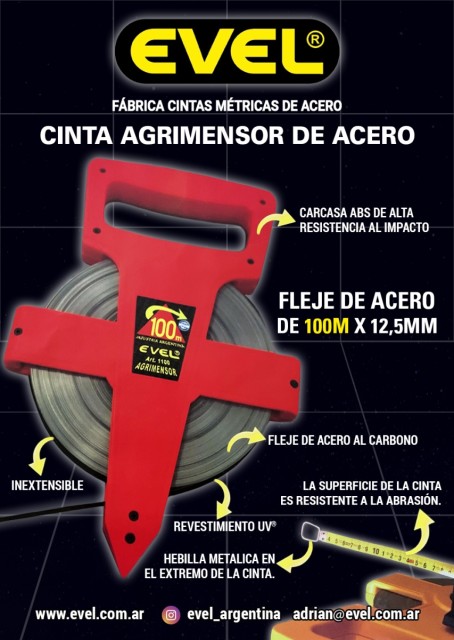 EVEL®
FÁBRICA CINTAS MÉTRICAS DE ACERO
CINTA AGRIMENSOR DE ACERO
CARCASA ABS DE ALTA
RESISTENCIA AL IMPACTO
FLEJE DE ACERO
DE 100M X 12,5MM
100m
INDUSTRIA ARGENTINA
EVEL®
Art. 1100
AGRIMENSOR
FLEJE DE ACERO AL CARBONO
INEXTENSIBLE
LA SUPERFICIE DE LA CINTA
ES RESISTENTE A LA ABRASIÓN.
REVESTIMIENTO UV®
HEBILLA METALICA EN
EL EXTREMO DE LA CINTA.
www.evel.com.ar evel_argentina adrian@evel.com.ar